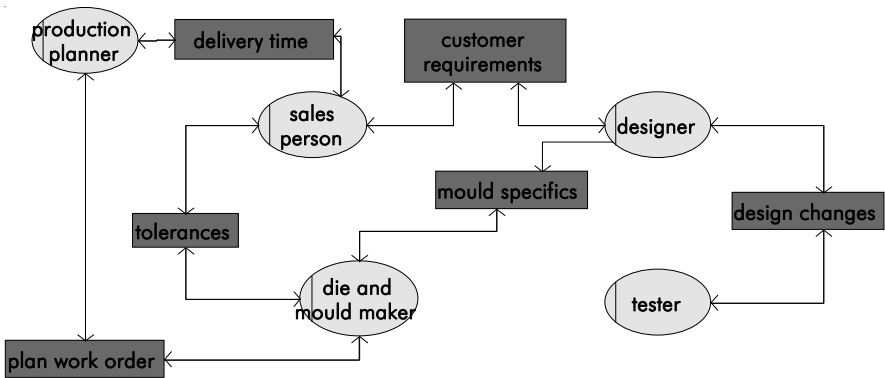 production
planner
delivery time
customer
requirements
sales
person
designer
mould specifics
design changes
tolerances
die and
mould maker
tester
plan work order